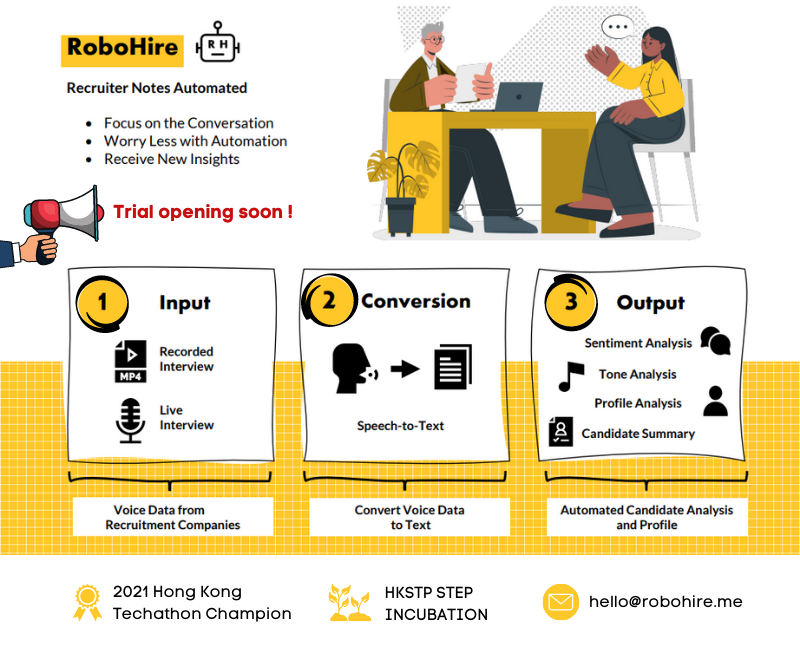 RoboHire
R H
Recruiter Notes Automated
• Focus on the Conversation
• Worry Less with Automation
• Receive New Insights
Trial opening soon !
1 Input
MP4
Recorded
Interview
Live
Interview
Voice Data from
Recruitment Companies
2 Conversion
Speech-to-Text
Convert Voice Data
to Text
3 Output
Sentiment Analysis
Tone Analysis
Profile Analysis
Candidate Summary
Automated Candidate Analysis
and Profile
2021 Hong Kong
Techathon Champion
HKSTP STEP
INCUBATION
hello@robohire.me